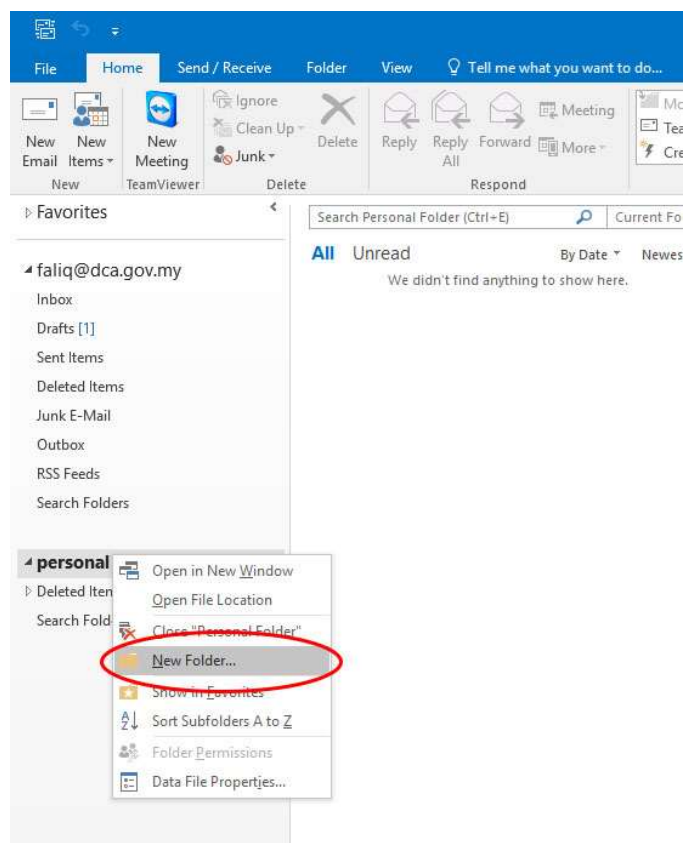 File Home Send / Receive Folder View Tell me what you want to do...
Ignore
Clean Up
Junk
New Email
New Items
New Meeting
Delete
Reply
Reply All
Forward
Meeting
More
Mo
Tea
Cre
New TeamViewer Delete Respond
Favorites
Search Personal Folder (Ctrl+E) Current Fo
All Unread By Date Newes
We didn't find anything to show here.
faliq@dca.gov.my
Inbox
Drafts [1]
Sent Items
Deleted Items
Junk E-Mail
Outbox
RSS Feeds
Search Folders
personal
Deleted Iten
Search Fold
Open in New Window
Open File Location
Close "Personal Folder"
New Folder...
Show in Favorites
Sort Subfolders A to Z
Folder Permissions
Data File Properties...